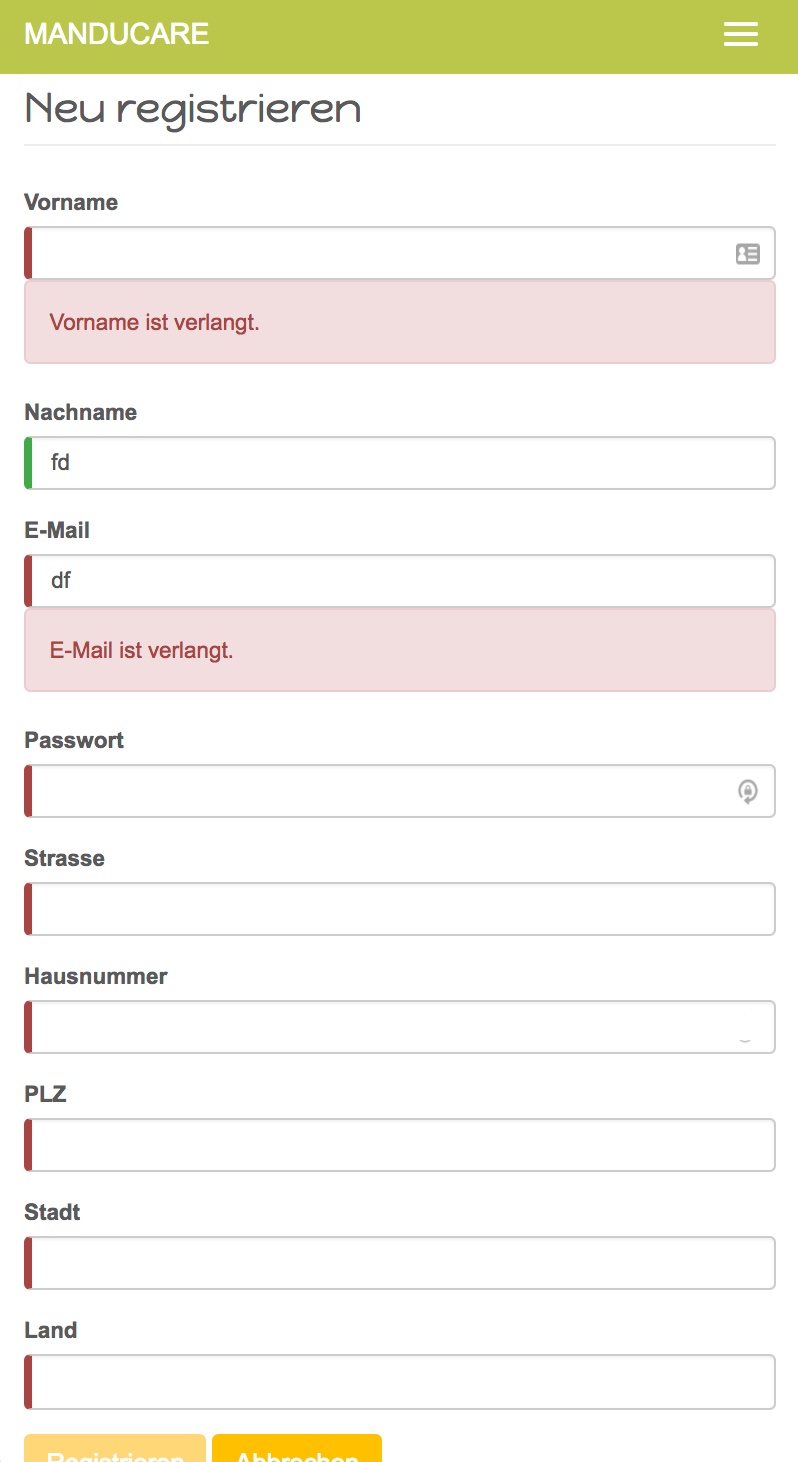 MANDUCARE
Neu registrieren
Vorname
Vorname ist verlangt.
Nachname
fd
E-Mail
df
E-Mail ist verlangt.
Passwort
Strasse
Hausnummer
PLZ
Stadt
Land
Registrieren Abbrechen